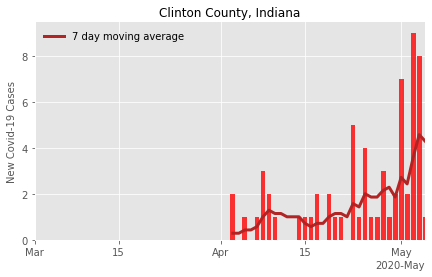 Clinton County, Indiana
7 day moving average
New Covid-19 Cases
8
6
4
2
0
Mar
15
Apr
15
May
2020-May